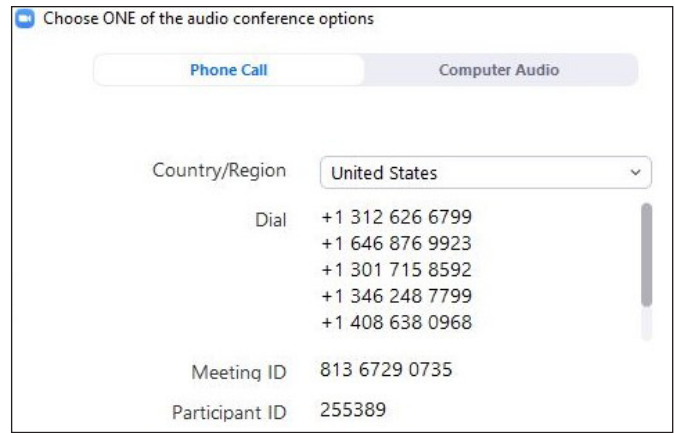 Choose ONE of the audio conference options
Phone Call Computer Audio
Country/Region United States
Dial +1 312 626 6799
+1 646 876 9923
+1 301 715 8592
+1 346 248 7799
+1 408 638 0968
Meeting ID 813 6729 0735
Participant ID 255389